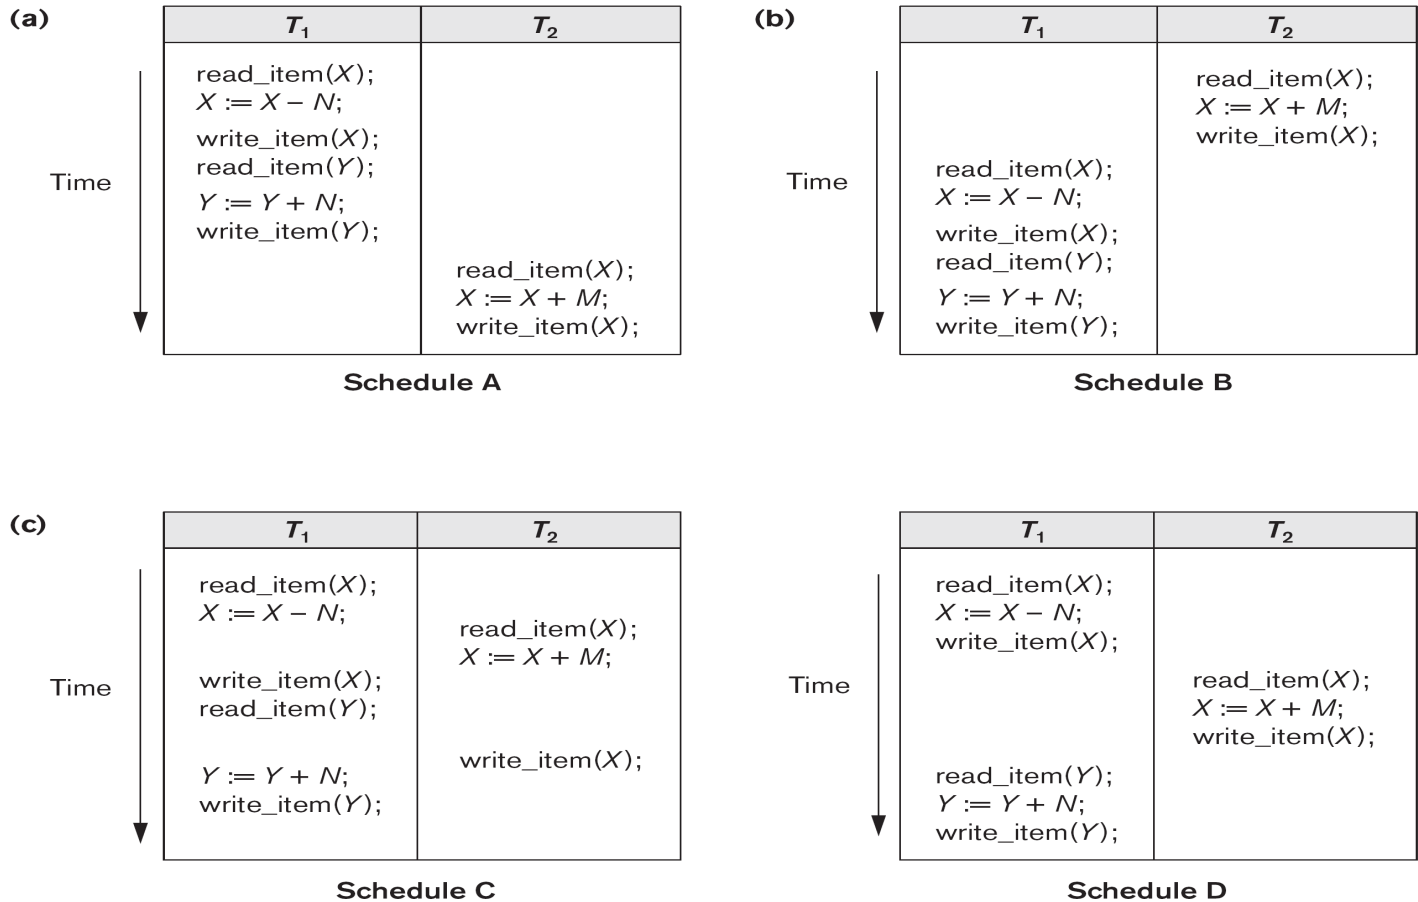 (a)
T1 T2
read_item(X);
X := X − N;
write_item(X);
read_item(Y);
Time
Y := Y + N;
write_item(Y);
read_item(X);
X := X + M;
write_item(X);
Schedule A
(b)
T1 T2
read_item(X);
X := X + M;
write_item(X);
Time
read_item(X);
X := X − N;
write_item(X);
read_item(Y);
Y := Y + N;
write_item(Y);
Schedule B
(c)
T1 T2
read_item(X);
X := X − N;
read_item(X);
X := X + M;
Time
write_item(X);
read_item(Y);
write_item(X);
Y := Y + N;
write_item(Y);
Schedule C
T1 T2
read_item(X);
X := X − N;
write_item(X);
Time
read_item(X);
X := X + M;
write_item(X);
read_item(Y);
Y := Y + N;
write_item(Y);
Schedule D